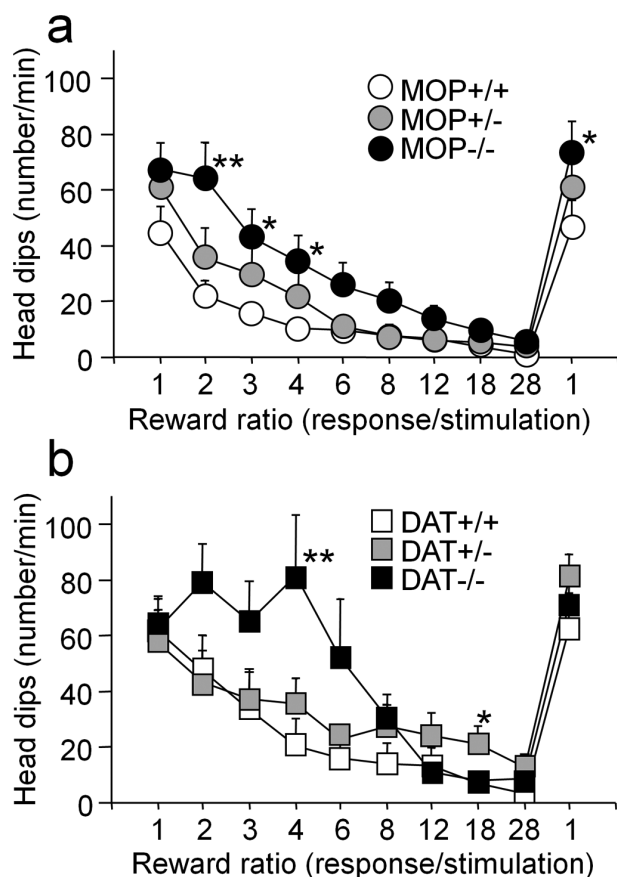 a
100
80
60
40
20
0
Head dips (number/min)
MOP+/+
MOP+/-
MOP-/-
**
*
*
*
1 2 3 4 6 8 12 18 28 1
Reward ratio (response/stimulation)
b
100
80
60
40
20
0
Head dips (number/min)
DAT+/+
DAT+/-
DAT-/-
**
*
1 2 3 4 6 8 12 18 28 1
Reward ratio (response/stimulation)